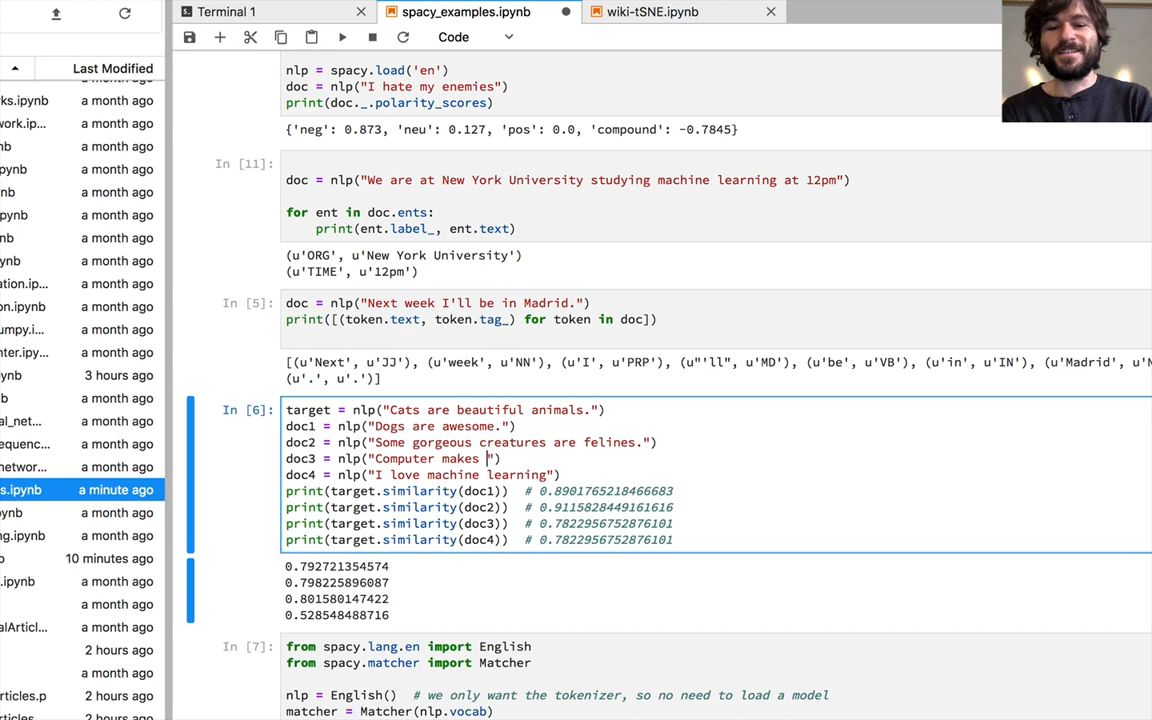 Terminal 1
spacy_examples.ipynb
wiki-tSNE.ipynb
Code
Last Modified
nlp = spacy.load('en')
doc = nlp("I hate my enemies")
print(doc._.polarity_scores)
{'neg': 0.873, 'neu': 0.127, 'pos': 0.0, 'compound': -0.7845}
In [11]:
doc = nlp("We are at New York University studying machine learning at 12pm")
for ent in doc.ents:
print(ent.label_, ent.text)
(u'ORG', u'New York University')
(u'TIME', u'12pm')
In [5]:
doc = nlp("Next week I'll be in Madrid.")
print([(token.text, token.tag_) for token in doc])
[(u'Next', u'JJ'), (u'week', u'NN'), (u'I', u'PRP'), (u"'ll", u'MD'), (u'be', u'VB'), (u'in', u'IN'), (u'Madrid', u'N
(u'.', u'.')]
In [6]:
target = nlp("Cats are beautiful animals.")
doc1 = nlp("Dogs are awesome.")
doc2 = nlp("Some gorgeous creatures are felines.")
doc3 = nlp("Computer makes ")
doc4 = nlp("I love machine learning")
print(target.similarity(doc1)) # 0.8901765218466683
print(target.similarity(doc2)) # 0.9115828449161616
print(target.similarity(doc3)) # 0.7822956752876101
print(target.similarity(doc4)) # 0.7822956752876101
0.792721354574
0.798225896087
0.801580147422
0.528548488716
In [7]:
from spacy.lang.en import English
from spacy.matcher import Matcher
nlp = English() # we only want the tokenizer, so no need to load a model
matcher = Matcher(nlp.vocab)
rks.ipynb a month ago
work.ip... a month ago
nb a month ago
pynb a month ago
nb a month ago
ipynb a month ago
nb a month ago
ynb a month ago
ation.ip... a month ago
on.ipynb a month ago
umpy.i... a month ago
nter.ipy... a month ago
ynb 3 hours ago
b a month ago
al_net... a month ago
equenc... a month ago
networ... a month ago
s.ipynb a minute ago
pynb a month ago
ng.ipynb a month ago
b 10 minutes ago
.ipynb a month ago
a month ago
alArticl... a month ago
2 hours ago
a month ago
rticles.p 2 hours ago
rticles... 2 hours ago